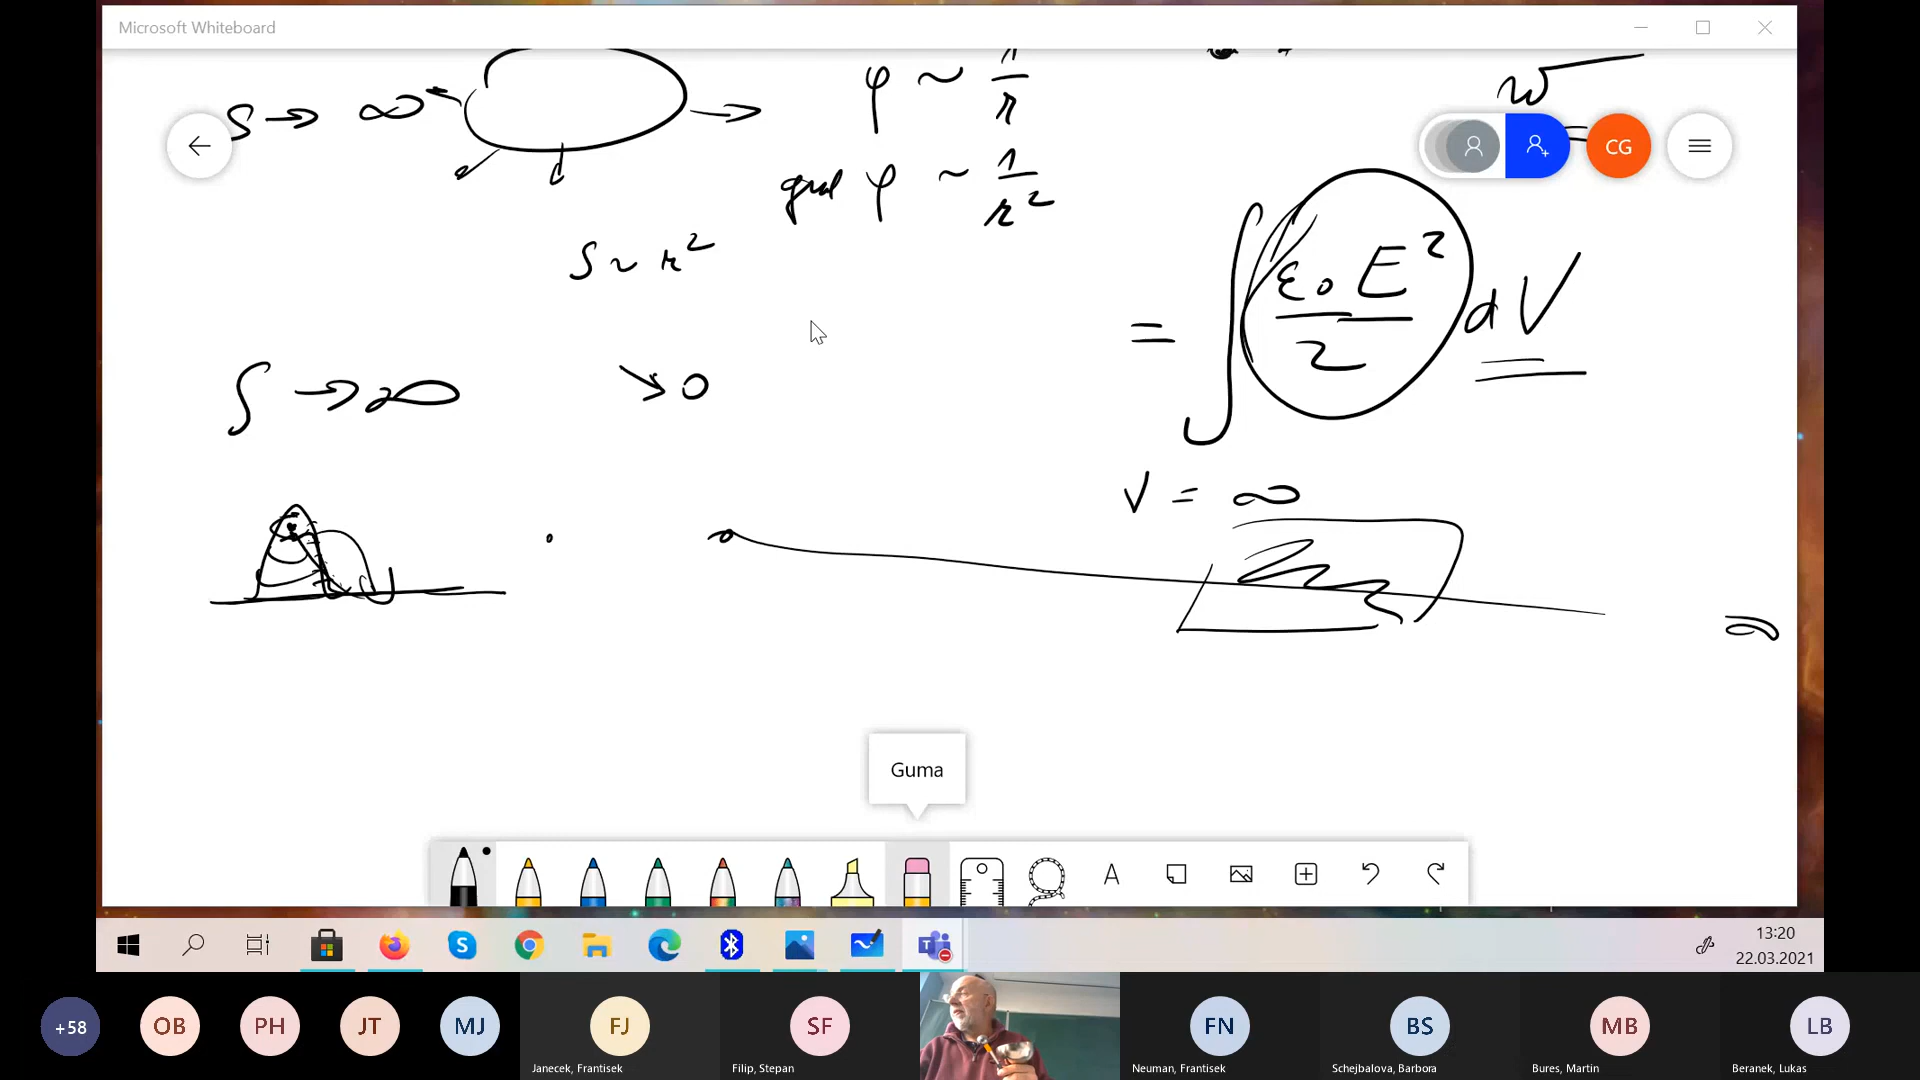 Microsoft Whiteboard
S → ∞
φ ~ 1/r
grad φ ~ 1/r²
S ~ r²
CG
= ∫ ε₀E²/2 dV
S → ∞ ↘ 0
V = ∞
Guma
13:20
22.03.2021
+58
OB
PH
JT
MJ
FJ
Janecek, Frantisek
SF
Filip, Stepan
FN
Neuman, Frantisek
BS
Schejbalova, Barbora
MB
Bures, Martin
LB
Beranek, Lukas